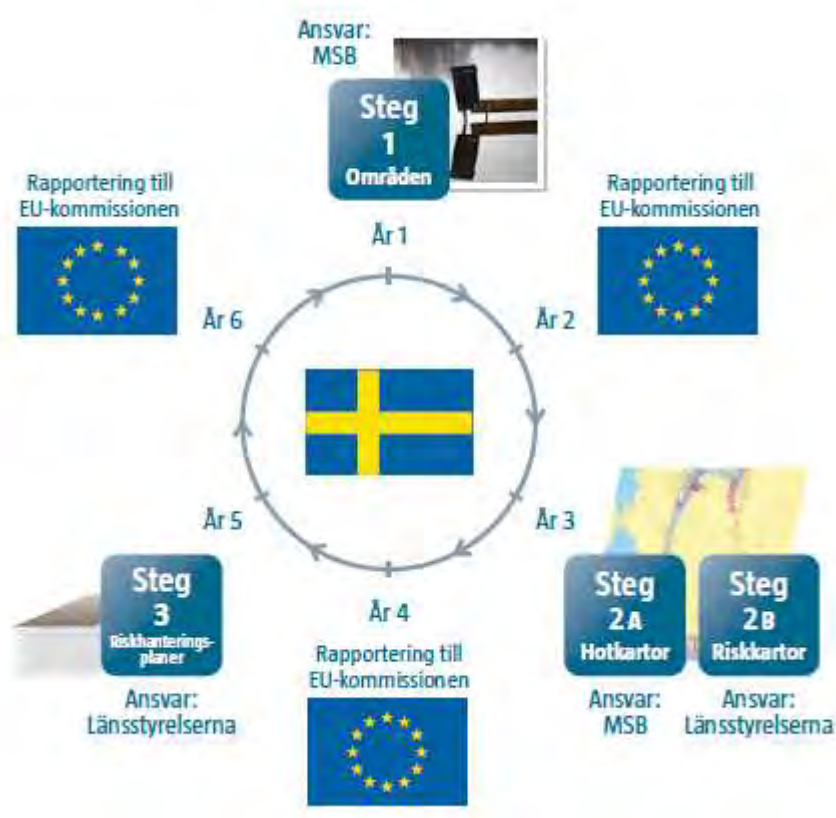 Ansvar:
MSB
Steg
1
Områden
Rapportering till
EU-kommissionen
Rapportering till
EU-kommissionen
År 1
År 6
År 2
År 5
År 3
Steg
3
Riskhanterings-
planer
Ansvar:
Länsstyrelserna
År 4
Rapportering till
EU-kommissionen
Steg
2A
Hotkartor
Ansvar:
MSB
Steg
2B
Riskkartor
Ansvar:
Länsstyrelserna